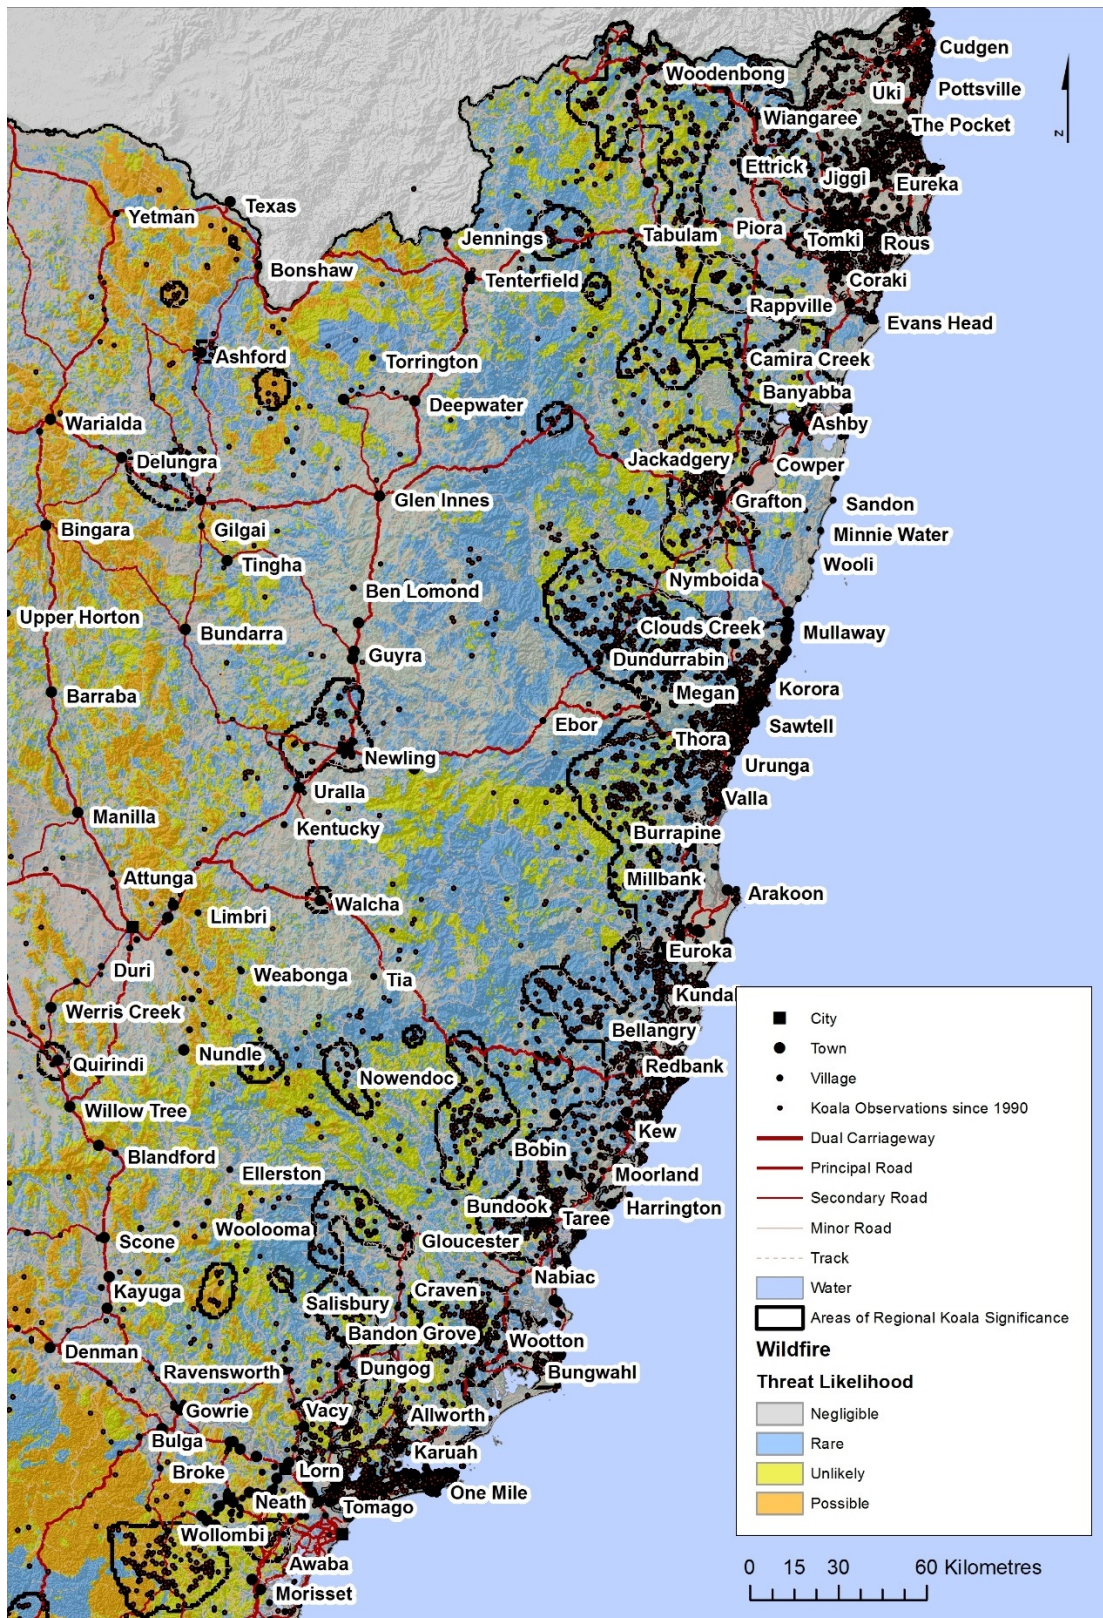 Cudgen
Woodenbong
Uki
Pottsville
Wiangaree
The Pocket
Ettrick
Jiggi
Eureka
Texas
Yetman
Jennings
Tabulam
Piora
Tomki
Rous
Bonshaw
Tenterfield
Coraki
Rappville
Evans Head
Ashford
Torrington
Camira Creek
Banyabba
Deepwater
Warialda
Ashby
Delungra
Jackadgery
Cowper
Glen Innes
Grafton
Sandon
Bingara
Gilgai
Minnie Water
Tingha
Wooli
Nymboida
Ben Lomond
Upper Horton
Bundarra
Clouds Creek
Mullaway
Guyra
Dundurrabin
Barraba
Megan
Korora
Ebor
Sawtell
Thora
Newling
Urunga
Uralla
Valla
Manilla
Kentucky
Burrapine
Attunga
Millbank
Arakoon
Walcha
Limbri
Euroka
Duri
Weabonga
Tia
Kundal
Werris Creek
Bellangry
Nundle
Quirindi
Redbank
Nowendoc
Willow Tree
Kew
Blandford
Bobin
Ellerston
Moorland
Bundook
Harrington
Woolooma
Taree
Scone
Gloucester
Nabiac
Kayuga
Craven
Salisbury
Bandon Grove
Wootton
Denman
Ravensworth
Dungog
Bungwahl
Gowrie
Vacy
Allworth
Bulga
Karuah
Broke
Lorn
Neath
Tomago
One Mile
Wollombi
Awaba
Morisset
z
City
Town
Village
Koala Observations since 1990
Dual Carriageway
Principal Road
Secondary Road
Minor Road
Track
Water
Areas of Regional Koala Significance
Wildfire
Threat Likelihood
Negligible
Rare
Unlikely
Possible
0 15 30 60 Kilometres